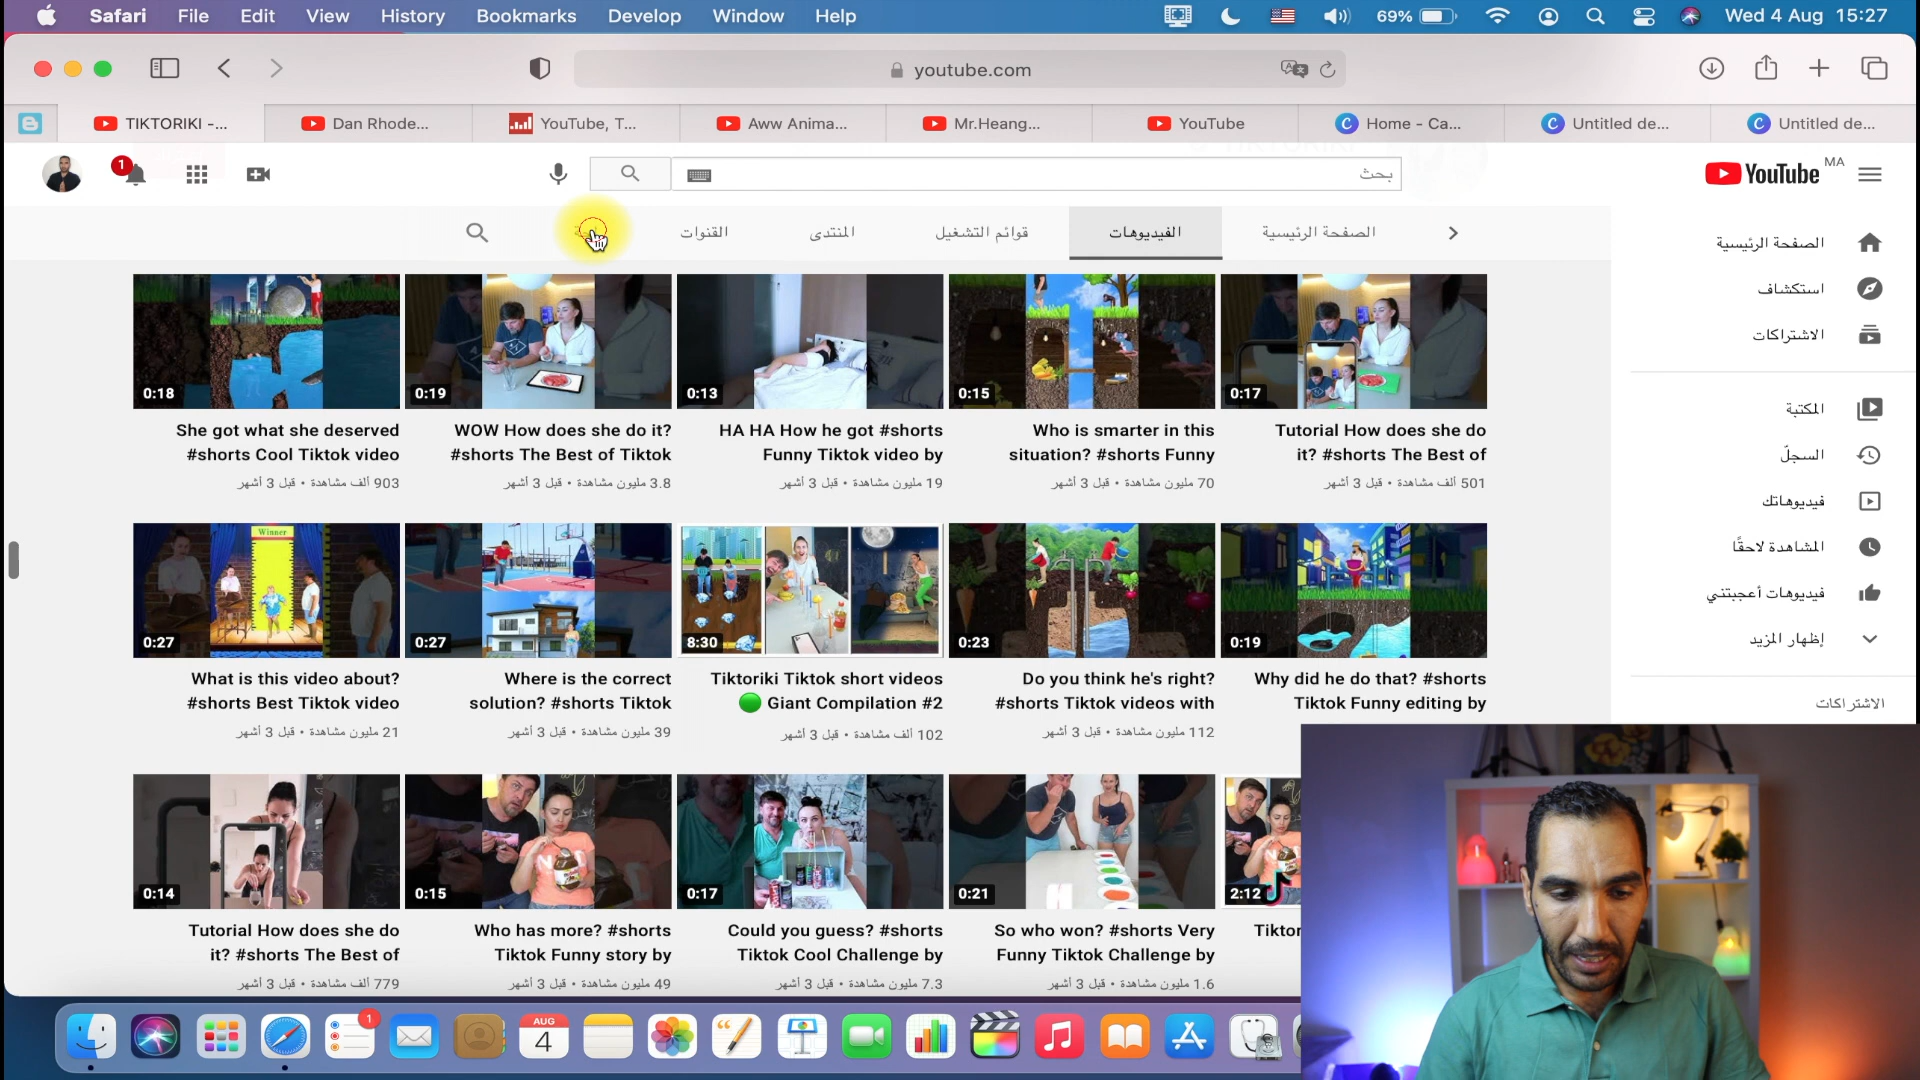 Safari File Edit View History Bookmarks Develop Window Help 69% Wed 4 Aug 15:27
youtube.com
TIKTORIKI -... Dan Rhode... YouTube, T... Aww Anima... Mr.Heang... YouTube Home - Ca... Untitled de... Untitled de...
1
بحث
YouTube MA
الصفحة الرئيسية الفيديوهات قوائم التشغيل المنتدى القنوات
الصفحة الرئيسية
استكشاف
الاشتراكات
المكتبة
السجلّ
فيديوهاتك
المشاهدة لاحقًا
فيديوهات أعجبتني
إظهار المزيد
الاشتراكات
0:18
She got what she deserved
#shorts Cool Tiktok video
903 ألف مشاهدة • قبل 3 أشهر
0:19
WOW How does she do it?
#shorts The Best of Tiktok
3.8 مليون مشاهدة • قبل 3 أشهر
0:13
HA HA How he got #shorts
Funny Tiktok video by
19 مليون مشاهدة • قبل 3 أشهر
0:15
Who is smarter in this
situation? #shorts Funny
70 مليون مشاهدة • قبل 3 أشهر
0:17
Tutorial How does she do
it? #shorts The Best of
501 ألف مشاهدة • قبل 3 أشهر
Winner
0:27
What is this video about?
#shorts Best Tiktok video
21 مليون مشاهدة • قبل 3 أشهر
0:27
Where is the correct
solution? #shorts Tiktok
39 مليون مشاهدة • قبل 3 أشهر
8:30
Tiktoriki Tiktok short videos
🟢 Giant Compilation #2
102 ألف مشاهدة • قبل 3 أشهر
0:23
Do you think he's right?
#shorts Tiktok videos with
112 مليون مشاهدة • قبل 3 أشهر
0:19
Why did he do that? #shorts
Tiktok Funny editing by
0:14
Tutorial How does she do
it? #shorts The Best of
779 ألف مشاهدة • قبل 3 أشهر
0:15
Who has more? #shorts
Tiktok Funny story by
49 مليون مشاهدة • قبل 3 أشهر
0:17
Could you guess? #shorts
Tiktok Cool Challenge by
7.3 مليون مشاهدة • قبل 3 أشهر
0:21
So who won? #shorts Very
Funny Tiktok Challenge by
1.6 مليون مشاهدة • قبل 3 أشهر
2:12
Tiktor
1
AUG
4